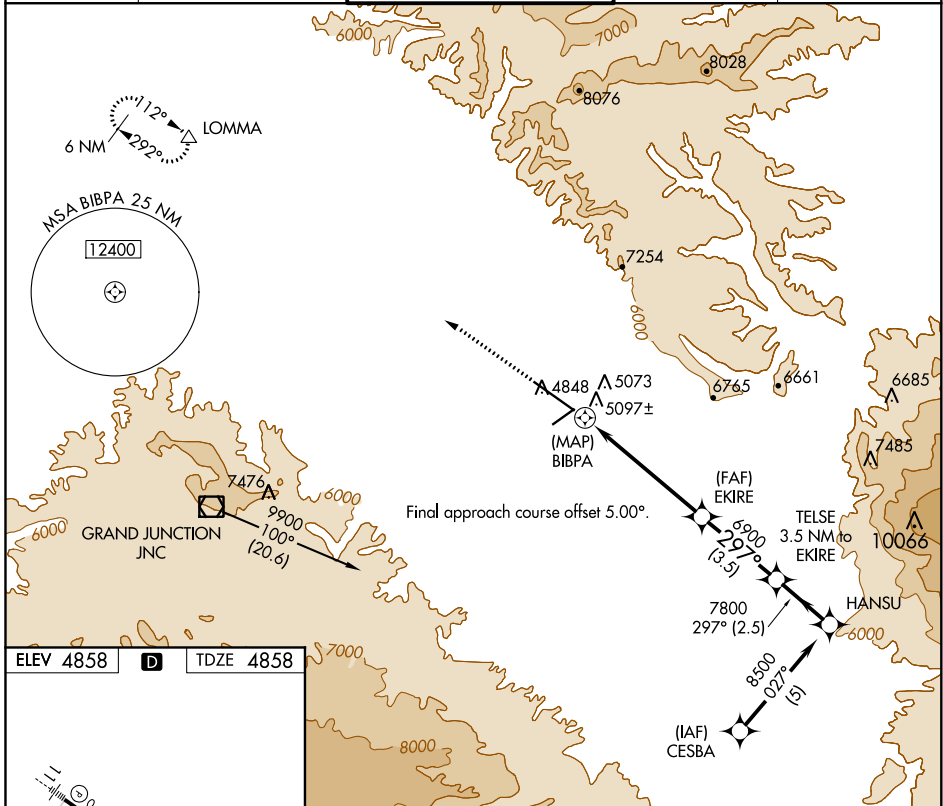 6000
7000
8028
8076
112°
LOMMA
6 NM
292°
MSA BIBPA 25 NM
12400
7254
6000
4848
5073
5097±
6765
6661
6685
(MAP)
BIBPA
7485
(FAF)
EKIRE
7476
6000
9900
100°
(20.6)
6000
GRAND JUNCTION
JNC
Final approach course offset 5.00°.
6900
297°
(3.5)
TELSE
3.5 NM to
EKIRE
10066
HANSU
7800
297° (2.5)
6000
8500
027°
(5)
(IAF)
CESBA
7000
8000
ELEV 4858
D
TDZE 4858
11
P